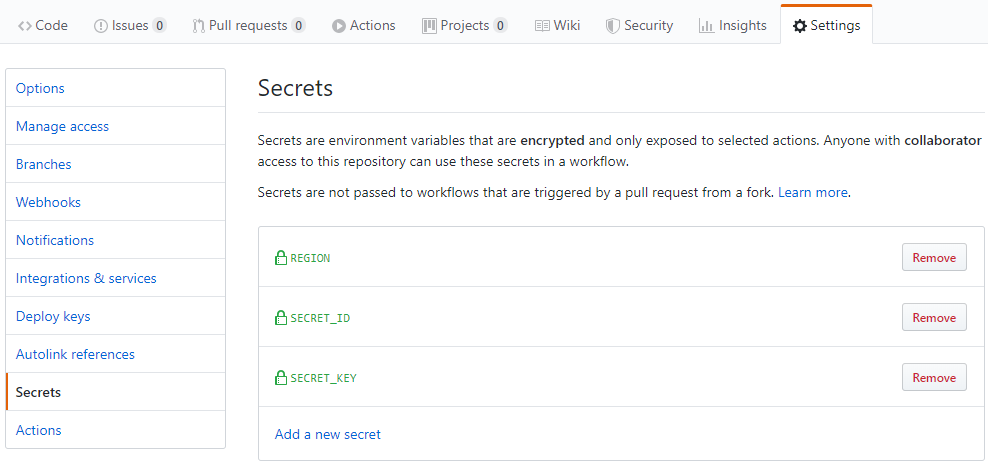 Code Issues 0 Pull requests 0 Actions Projects 0 Wiki Security Insights Settings
Options
Manage access
Branches
Webhooks
Notifications
Integrations & services
Deploy keys
Autolink references
Secrets
Actions
Secrets
Secrets are environment variables that are encrypted and only exposed to selected actions. Anyone with collaborator
access to this repository can use these secrets in a workflow.
Secrets are not passed to workflows that are triggered by a pull request from a fork. Learn more.
REGION Remove
SECRET_ID Remove
SECRET_KEY Remove
Add a new secret